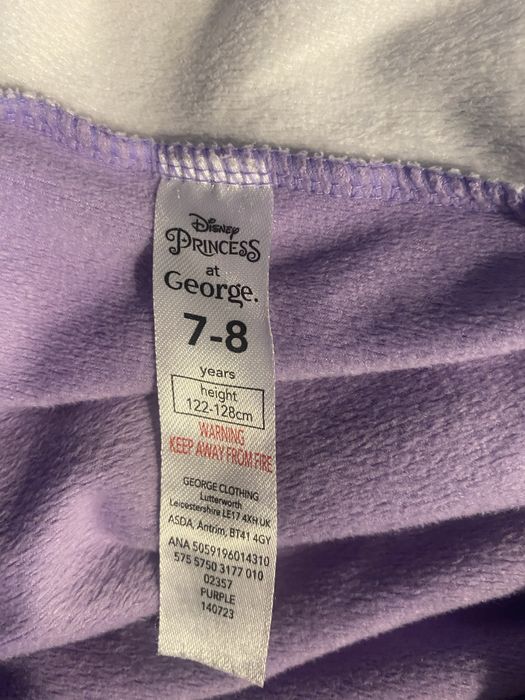 Disney
PRINCESS
at
George.
7-8
years
height
122-128cm
WARNING
KEEP AWAY FROM FIRE
GEORGE CLOTHING
Lutterworth
Leicestershire LE17 4XH UK
ASDA, Antrim, BT41 4GY
ANA 5059196014310
575 5750 3177 010
02357
PURPLE
140723